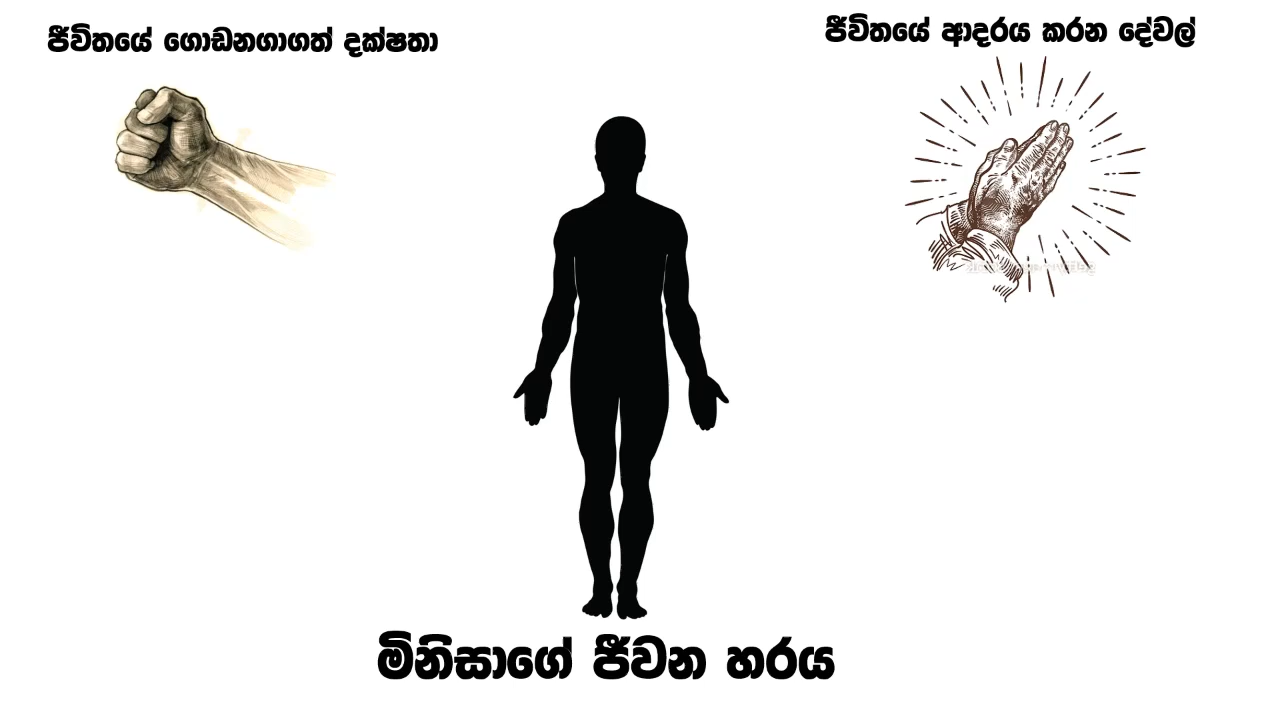 ජීවිතයේ ගොඩනගාගත් දක්ෂතා
ජීවිතයේ ආදරය කරන දේවල්
මිනිසාගේ ජීවන හරය